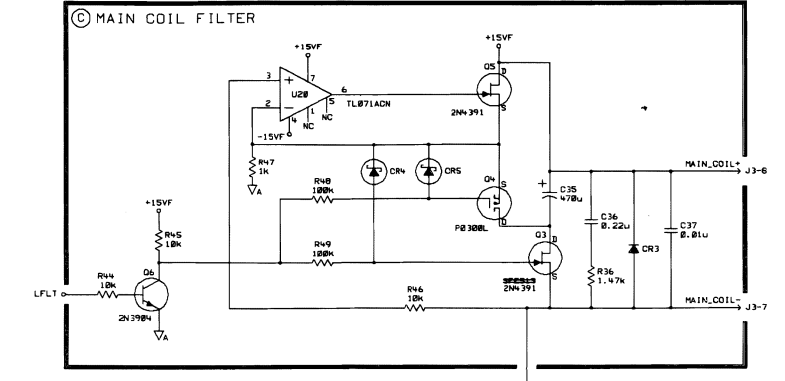 C MAIN COIL FILTER
+15VF
+15VF
3
+
7
U20
6
TL071ACN
2
−
5
1
4
NC
NC
-15VF
Q5
D
S
2N4391
R47
1k
A
CR4
CR5
R48
100k
Q4
S
D
P0300L
+
C35
470u
MAIN_COIL+
J3-6
+15VF
R45
10k
C36
0.22u
CR3
C37
0.01u
R49
100k
Q3
D
S
2N4391
R36
1.47k
R44
10k
Q6
LFLT
2N3904
A
R46
10k
MAIN_COIL-
J3-7